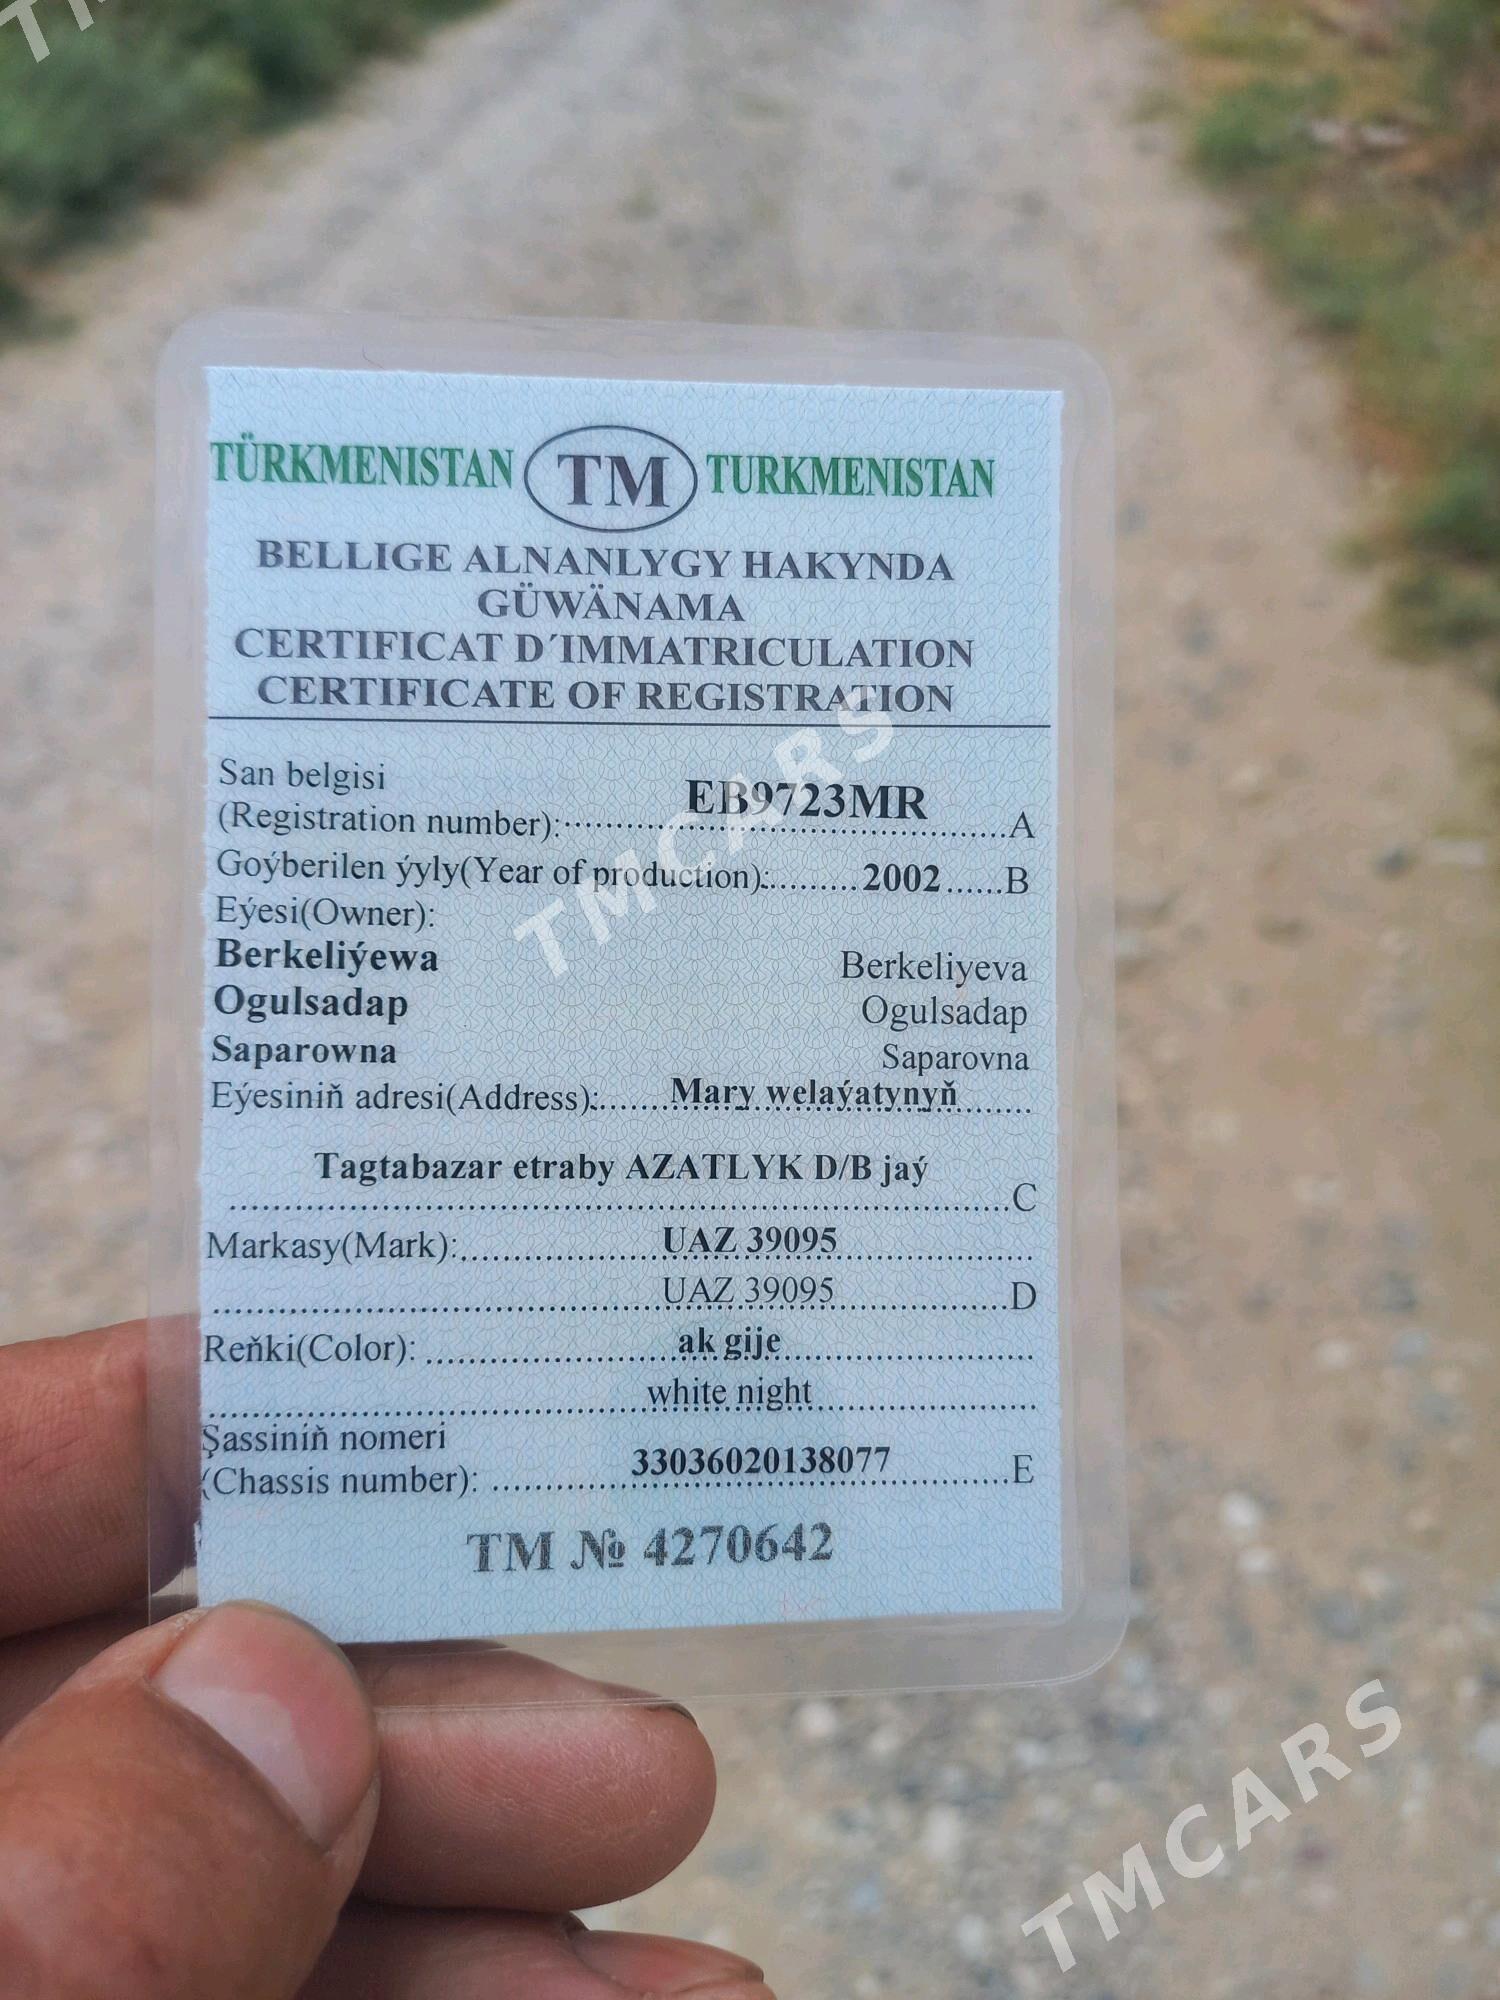 TÜRKMENISTAN TM TURKMENISTAN
BELLIGE ALNANLYGY HAKYNDA
GÜWÄNAMA
CERTIFICAT D´IMMATRICULATION
CERTIFICATE OF REGISTRATION
San belgisi
(Registration number): EB9723MR A
Goýberilen ýyly(Year of production): 2002 B
Eýesi(Owner):
Berkeliýewa Berkeliyeva
Ogulsadap Ogulsadap
Saparowna Saparovna
Eýesiniň adresi(Address): Mary welaýatynyň
Tagtabazar etraby AZATLYK D/B jaý
C
Markasy(Mark): UAZ 39095
UAZ 39095 D
Reňki(Color): ak gije
white night
Şassiniň nomeri
(Chassis number): 33036020138077 E
TM № 4270642
TMCARS
TMCARS